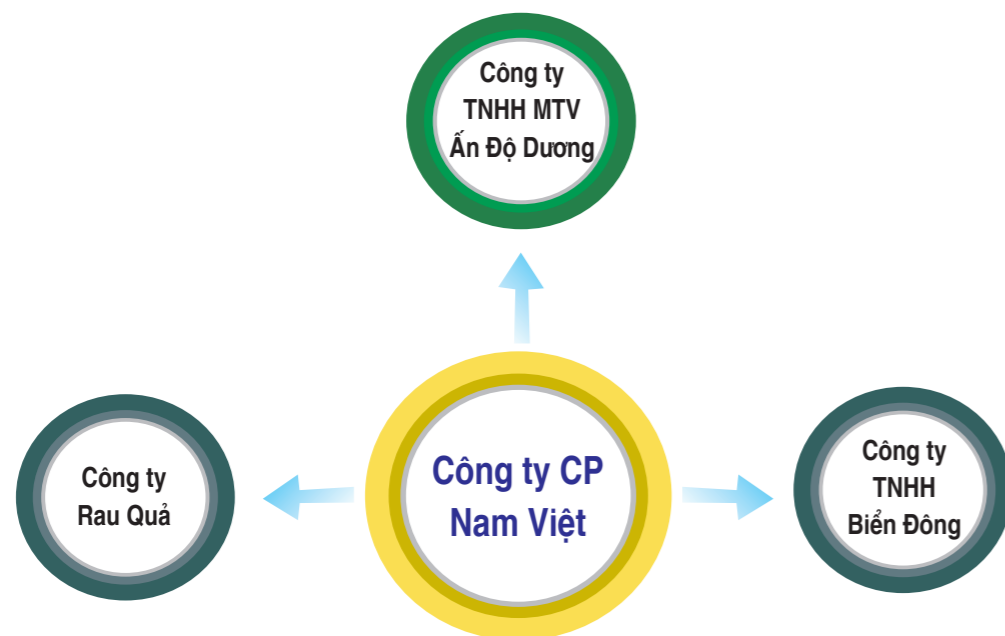 Công ty
TNHH MTV
Ấn Độ Dương
Công ty
Rau Quả
Công ty CP
Nam Việt
Công ty
TNHH
Biển Đông